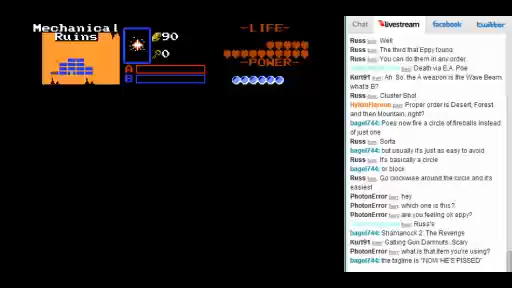 Mechanical
Ruins
90
0
A
B
-LIFE-
-POWER-
Chat livestream facebook twitter
Russ: Well
Russ: The third that Eppy found
Russ: You can do them in any order.
Death via E.A. Poe
Kurt91: Ah. So, the A weapon is the Wave Beam,
what's B?
Russ: Cluster Shot
Proper order is Desert, Forest
and then Mountain, right?
bagel744: Poes now fire a circle of fireballs instead
of just one
Russ: Sorta
bagel744: but usually it's just as easy to avoid
Russ: It's basically a circle
bagel744: or block
Russ: Go clockwise around the circle and it's
easiest
PhotonError: hey
PhotonError: which one is this?
PhotonError: are you feeling ok eppy?
Russ's
bagel744: Shamanock 2: The Revenge
Kurt91: Gatling Gun Darknuts. Scary
PhotonError: what is that item you're using?
bagel744: the tagline is "NOW HE'S PISSED"